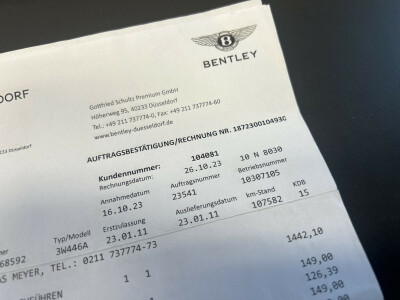 BENTLEY
DORF
Gottfried Schultz Premium GmbH
Höherweg 95, 40233 Düsseldorf
Tel.: +49 211 737774-0, Fax: +49 211 737774-60
www.bentley-duesseldorf.de
0233 Düsseldorf
AUFTRAGSBESTÄTIGUNG/RECHNUNG NR. 1872300104930
Kundennummer: 104081 10 N 8030
Rechnungsdatum: 26.10.23 Betriebsnummer
Annahmedatum Auftragsnummer 10307105
16.10.23 23541
Typ/Modell Erstzulassung Auslieferungsdatum km-Stand KDB
68592 3W446A 23.01.11 23.01.11 107582 15
AS MEYER, TEL.: 0211 737774-73
1442,10
1 1 149,00
126,39
149,00